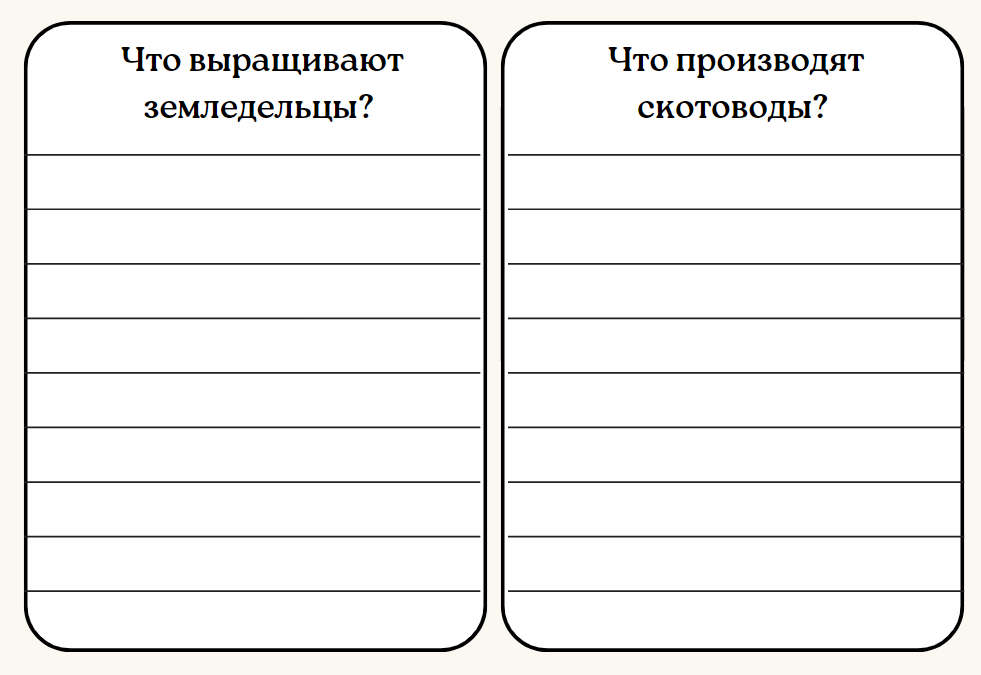 Что выращивают
земледельцы?
Что производят
скотоводы?